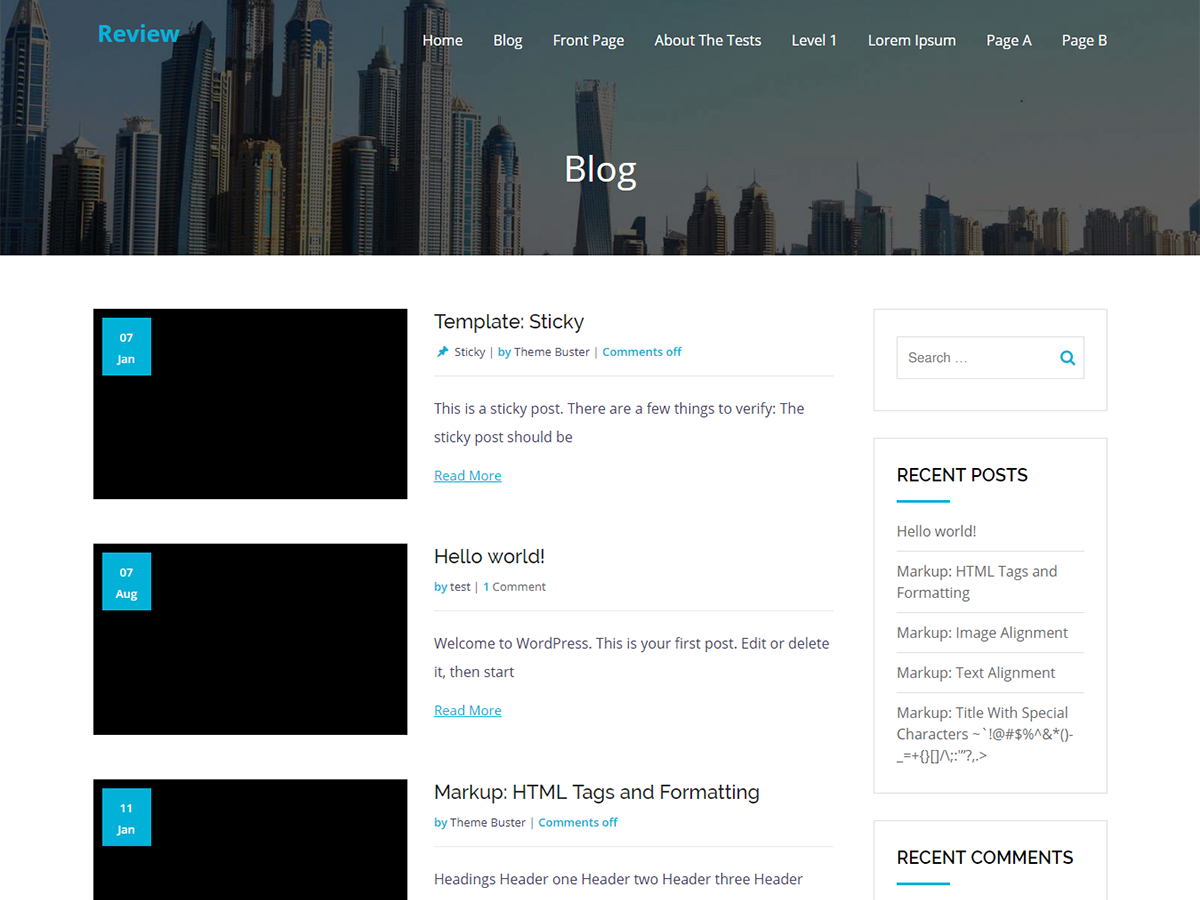 Review
Home Blog Front Page About The Tests Level 1 Lorem Ipsum Page A Page B
Blog
07
Jan
Template: Sticky
Sticky | by Theme Buster | Comments off
This is a sticky post. There are a few things to verify: The
sticky post should be
Read More
07
Aug
Hello world!
by test | 1 Comment
Welcome to WordPress. This is your first post. Edit or delete
it, then start
Read More
11
Jan
Markup: HTML Tags and Formatting
by Theme Buster | Comments off
Headings Header one Header two Header three Header
Search …
RECENT POSTS
Hello world!
Markup: HTML Tags and
Formatting
Markup: Image Alignment
Markup: Text Alignment
Markup: Title With Special
Characters ~`!@#$%^&*()-
_=+{}[]/\;:'"?,.>
RECENT COMMENTS